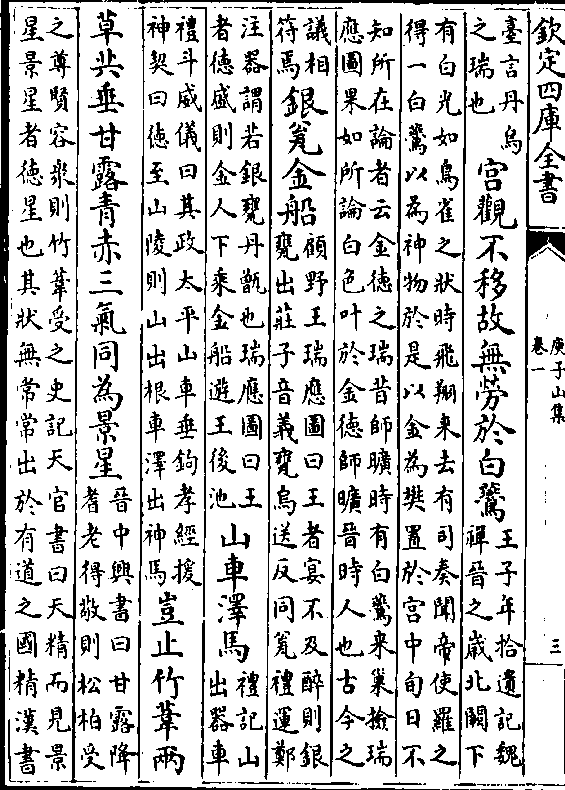 欽定四庫全書
庾子山集
卷一
三
臺言丹烏
之瑞也
宮觀不移故無勞於白鷺
王子年拾遺記魏
禪晉之歲北闕下
有白光如鳥雀之狀時飛翔來去有司奏聞帝使羅之
得一白鷺以為神物於是以金為樊置於宮中旬日不
知所在論者云金德之瑞昔師曠時有白鷺來巢檢瑞
應圖果如所論白色叶於金德師曠晉時人也古今之
議相
符焉
銀瓮金船
顧野王瑞應圖曰王者宴不及醉則銀
甕出莊子音義甕烏送反同瓮禮運鄭
注器謂若銀甕丹甑也瑞應圖曰王
者德盛則金人下乘金船遊王後池
山車澤馬
禮記山
出器車
禮斗威儀曰其政太平山車垂鉤孝經援
神契曰德至山陵則山出根車澤出神馬
豈止竹葦兩
草共垂甘露青赤三氣同為景星
晉中興書曰甘露降
耆老得敬則松柏受
之尊賢容衆則竹葦受之史記天官書曰天精而見景
星景星者德星也其狀無常常出於有道之國精漢書